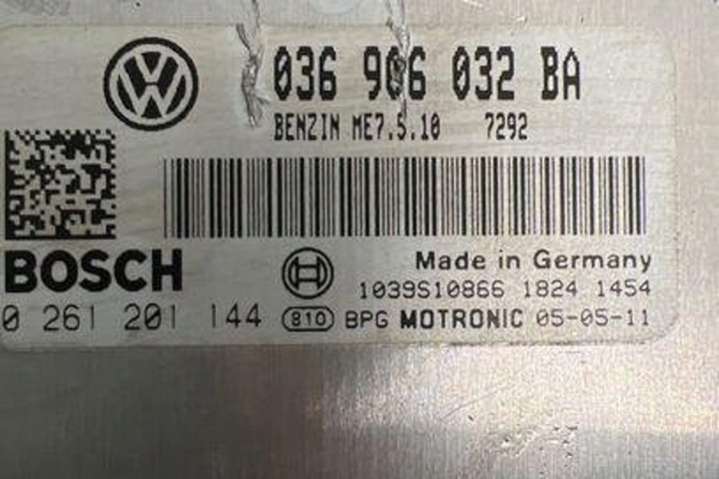 036 906 032 BA
BENZIN ME7.5.10 7292
BOSCH
Made in Germany
1039S10866 1824 1454
0 261 201 144 810 BPG MOTRONIC 05-05-11